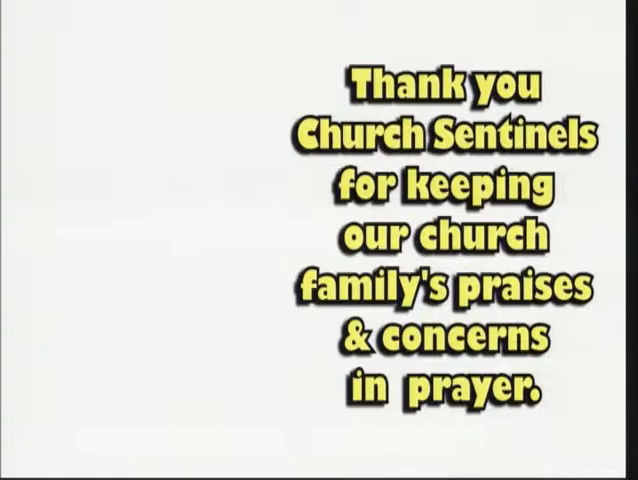 Thank you
Church Sentinels
for keeping
our church
family's praises
& concerns
in prayer.